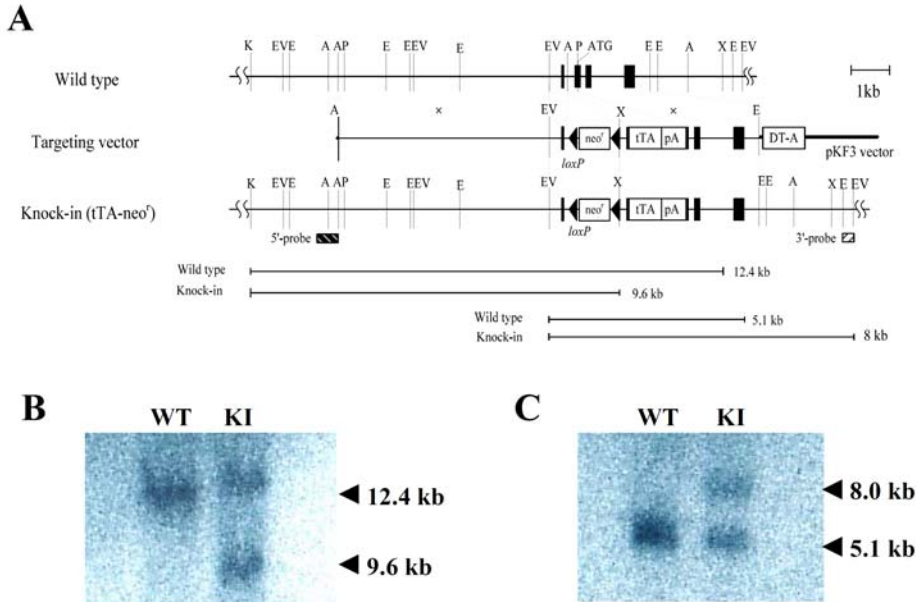 A
K EVE A AP E EEV E EV A P ATG E E A X E EV
Wild type
1kb
A × EV X × E
Targeting vector
neoʳ tTA pA DT-A
loxP
pKF3 vector
K EVE A AP E EEV E EV X EE A X E EV
Knock-in (tTA-neoʳ)
neoʳ tTA pA
loxP
5'-probe 3'-probe
Wild type 12.4 kb
Knock-in 9.6 kb
Wild type 5.1 kb
Knock-in 8 kb
B WT KI
12.4 kb
9.6 kb
C WT KI
8.0 kb
5.1 kb